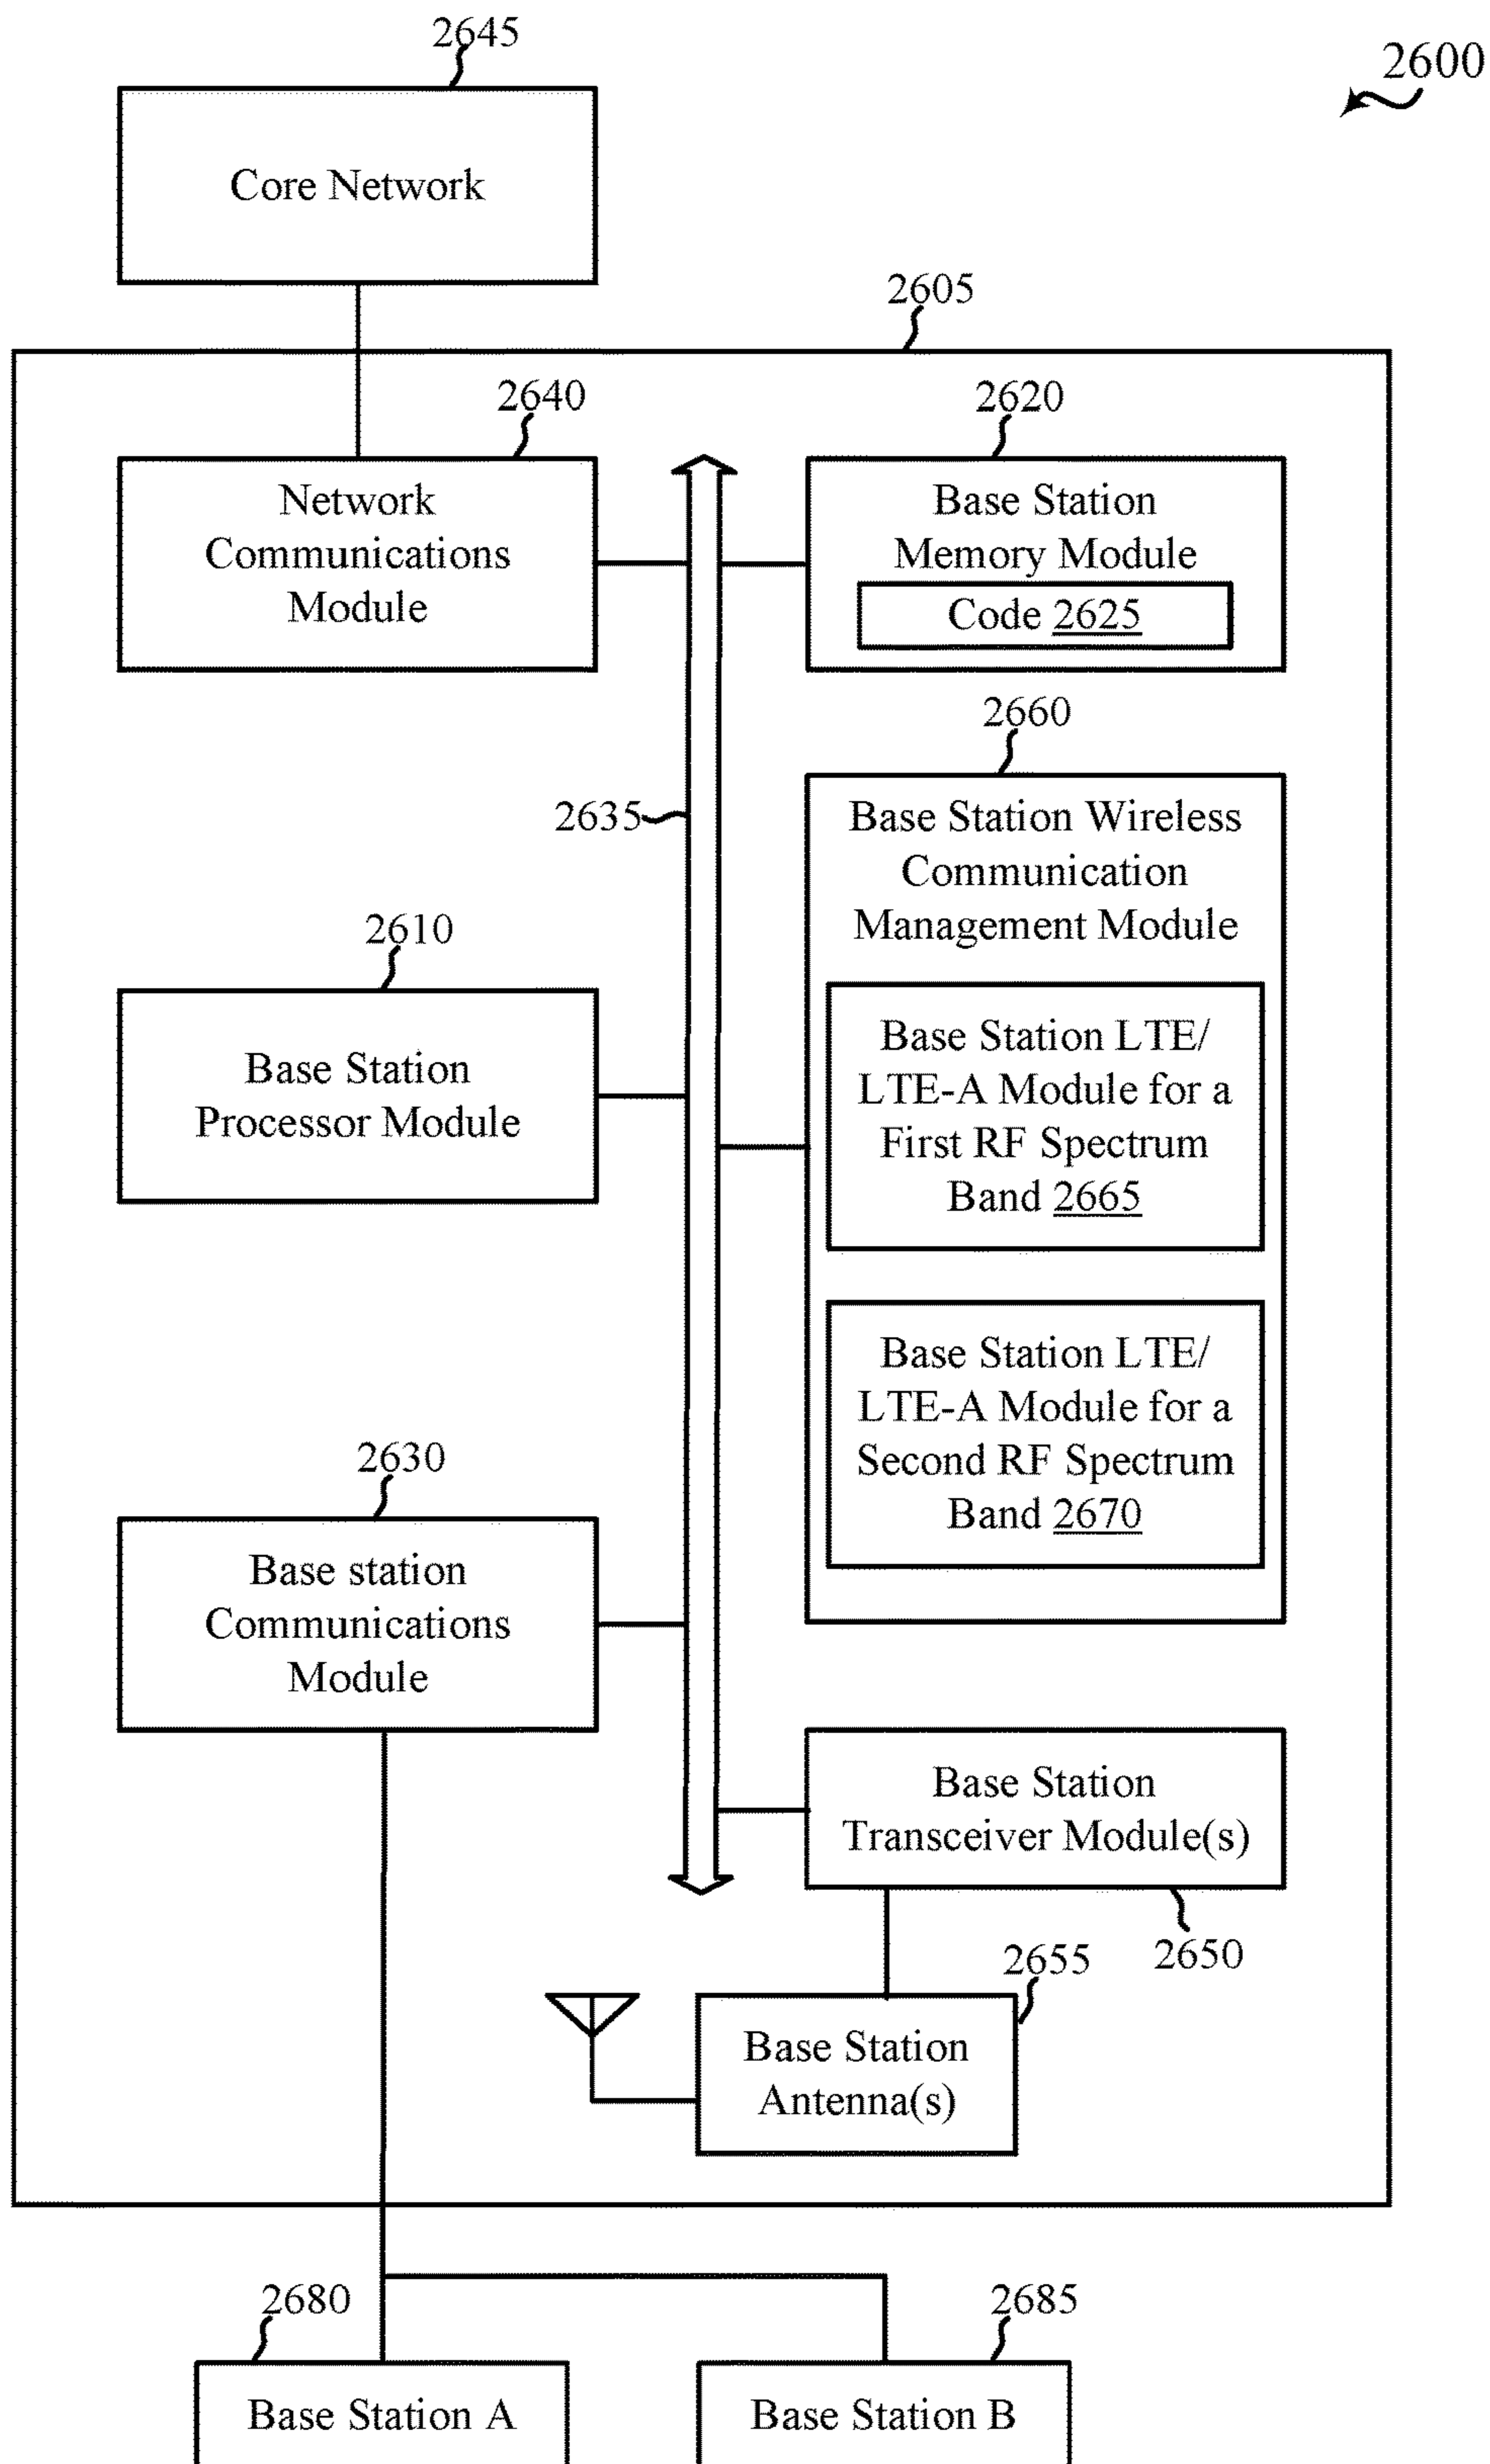 2645
2600
Core Network
2605
2640
2620
Network
Communications
Module
Base Station
Memory Module
Code 2625
2660
2635
Base Station Wireless
Communication
Management Module
2610
Base Station
Processor Module
Base Station LTE/
LTE-A Module for a
First RF Spectrum
Band 2665
Base Station LTE/
LTE-A Module for a
Second RF Spectrum
Band 2670
2630
Base station
Communications
Module
Base Station
Transceiver Module(s)
2650
2655
Base Station
Antenna(s)
2680
2685
Base Station A
Base Station B